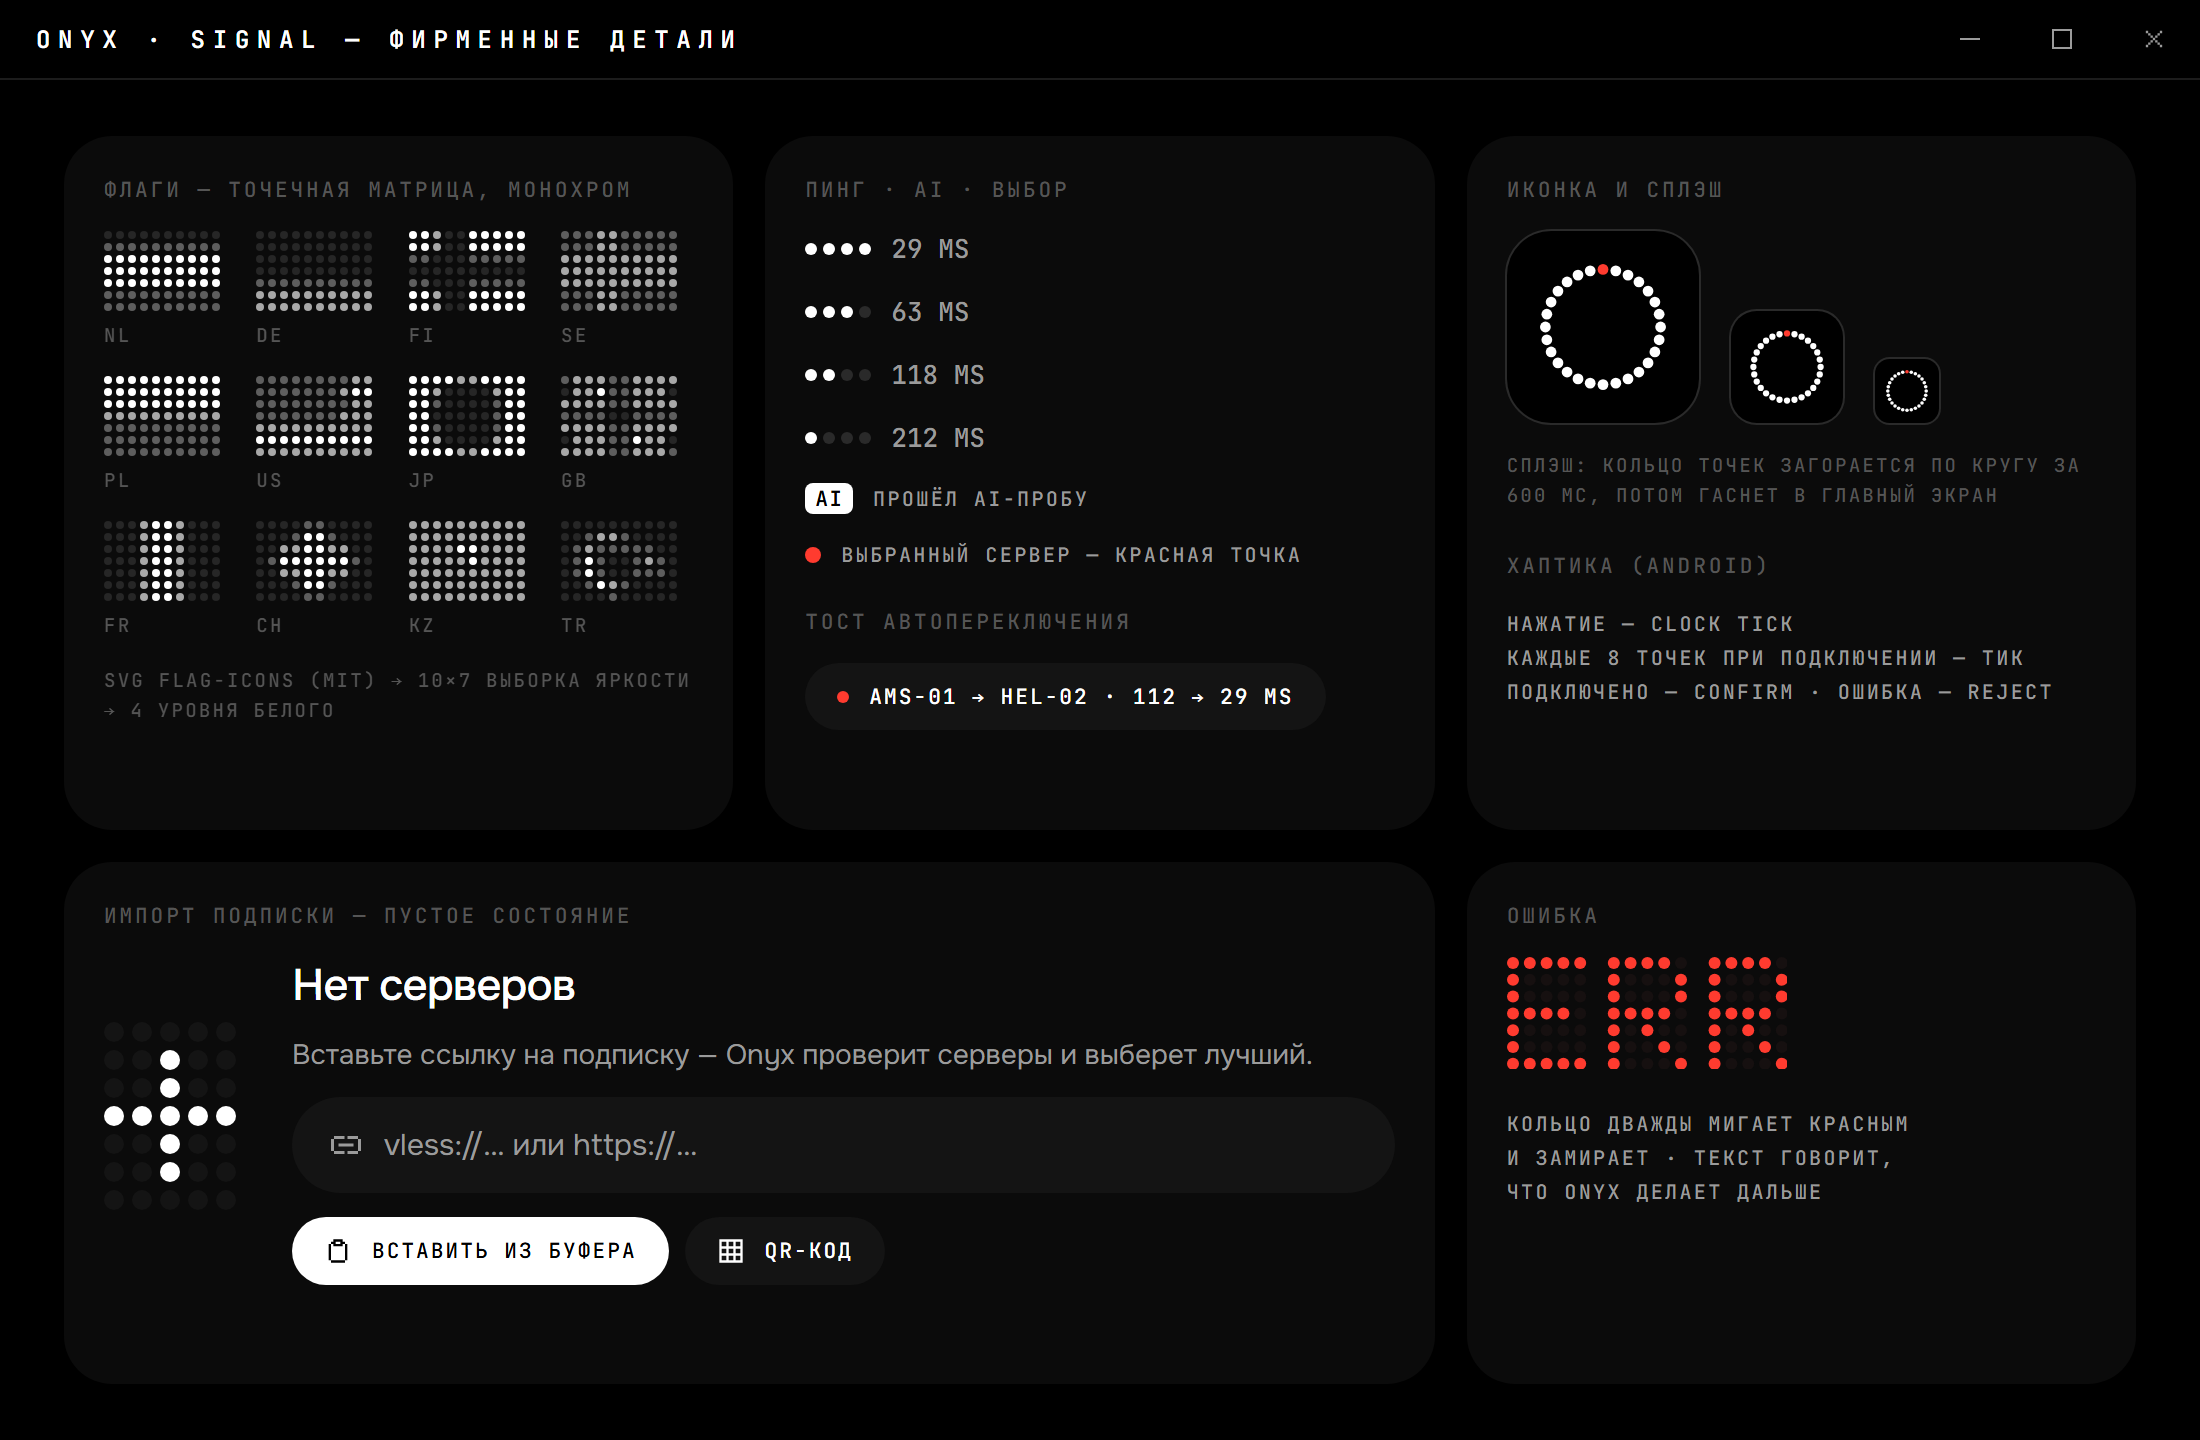 ONYX · SIGNAL — ФИРМЕННЫЕ ДЕТАЛИ
ФЛАГИ — ТОЧЕЧНАЯ МАТРИЦА, МОНОХРОМ
NL DE FI SE
PL US JP GB
FR CH KZ TR
SVG FLAG-ICONS (MIT) → 10×7 ВЫБОРКА ЯРКОСТИ
→ 4 УРОВНЯ БЕЛОГО
ПИНГ · AI · ВЫБОР
29 MS
63 MS
118 MS
212 MS
AI ПРОШЁЛ AI-ПРОБУ
ВЫБРАННЫЙ СЕРВЕР — КРАСНАЯ ТОЧКА
ТОСТ АВТОПЕРЕКЛЮЧЕНИЯ
AMS-01 → HEL-02 · 112 → 29 MS
ИКОНКА И СПЛЭШ
СПЛЭШ: КОЛЬЦО ТОЧЕК ЗАГОРАЕТСЯ ПО КРУГУ ЗА
600 МС, ПОТОМ ГАСНЕТ В ГЛАВНЫЙ ЭКРАН
ХАПТИКА (ANDROID)
НАЖАТИЕ — CLOCK TICK
КАЖДЫЕ 8 ТОЧЕК ПРИ ПОДКЛЮЧЕНИИ — ТИК
ПОДКЛЮЧЕНО — CONFIRM · ОШИБКА — REJECT
ИМПОРТ ПОДПИСКИ — ПУСТОЕ СОСТОЯНИЕ
Нет серверов
Вставьте ссылку на подписку — Onyx проверит серверы и выберет лучший.
vless://... или https://...
ВСТАВИТЬ ИЗ БУФЕРА
QR-КОД
ОШИБКА
ERR
КОЛЬЦО ДВАЖДЫ МИГАЕТ КРАСНЫМ
И ЗАМИРАЕТ · ТЕКСТ ГОВОРИТ,
ЧТО ONYX ДЕЛАЕТ ДАЛЬШЕ